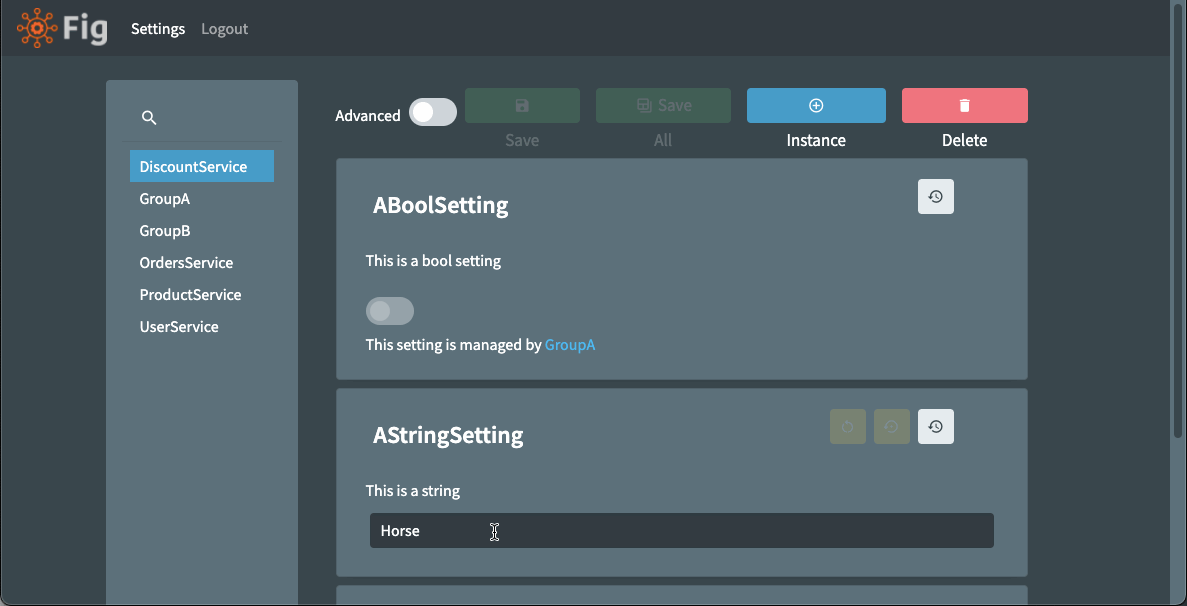 Fig Settings Logout
Advanced Save
Save All Instance Delete
DiscountService
GroupA
GroupB
OrdersService
ProductService
UserService
ABoolSetting
This is a bool setting
This setting is managed by GroupA
AStringSetting
This is a string
Horse